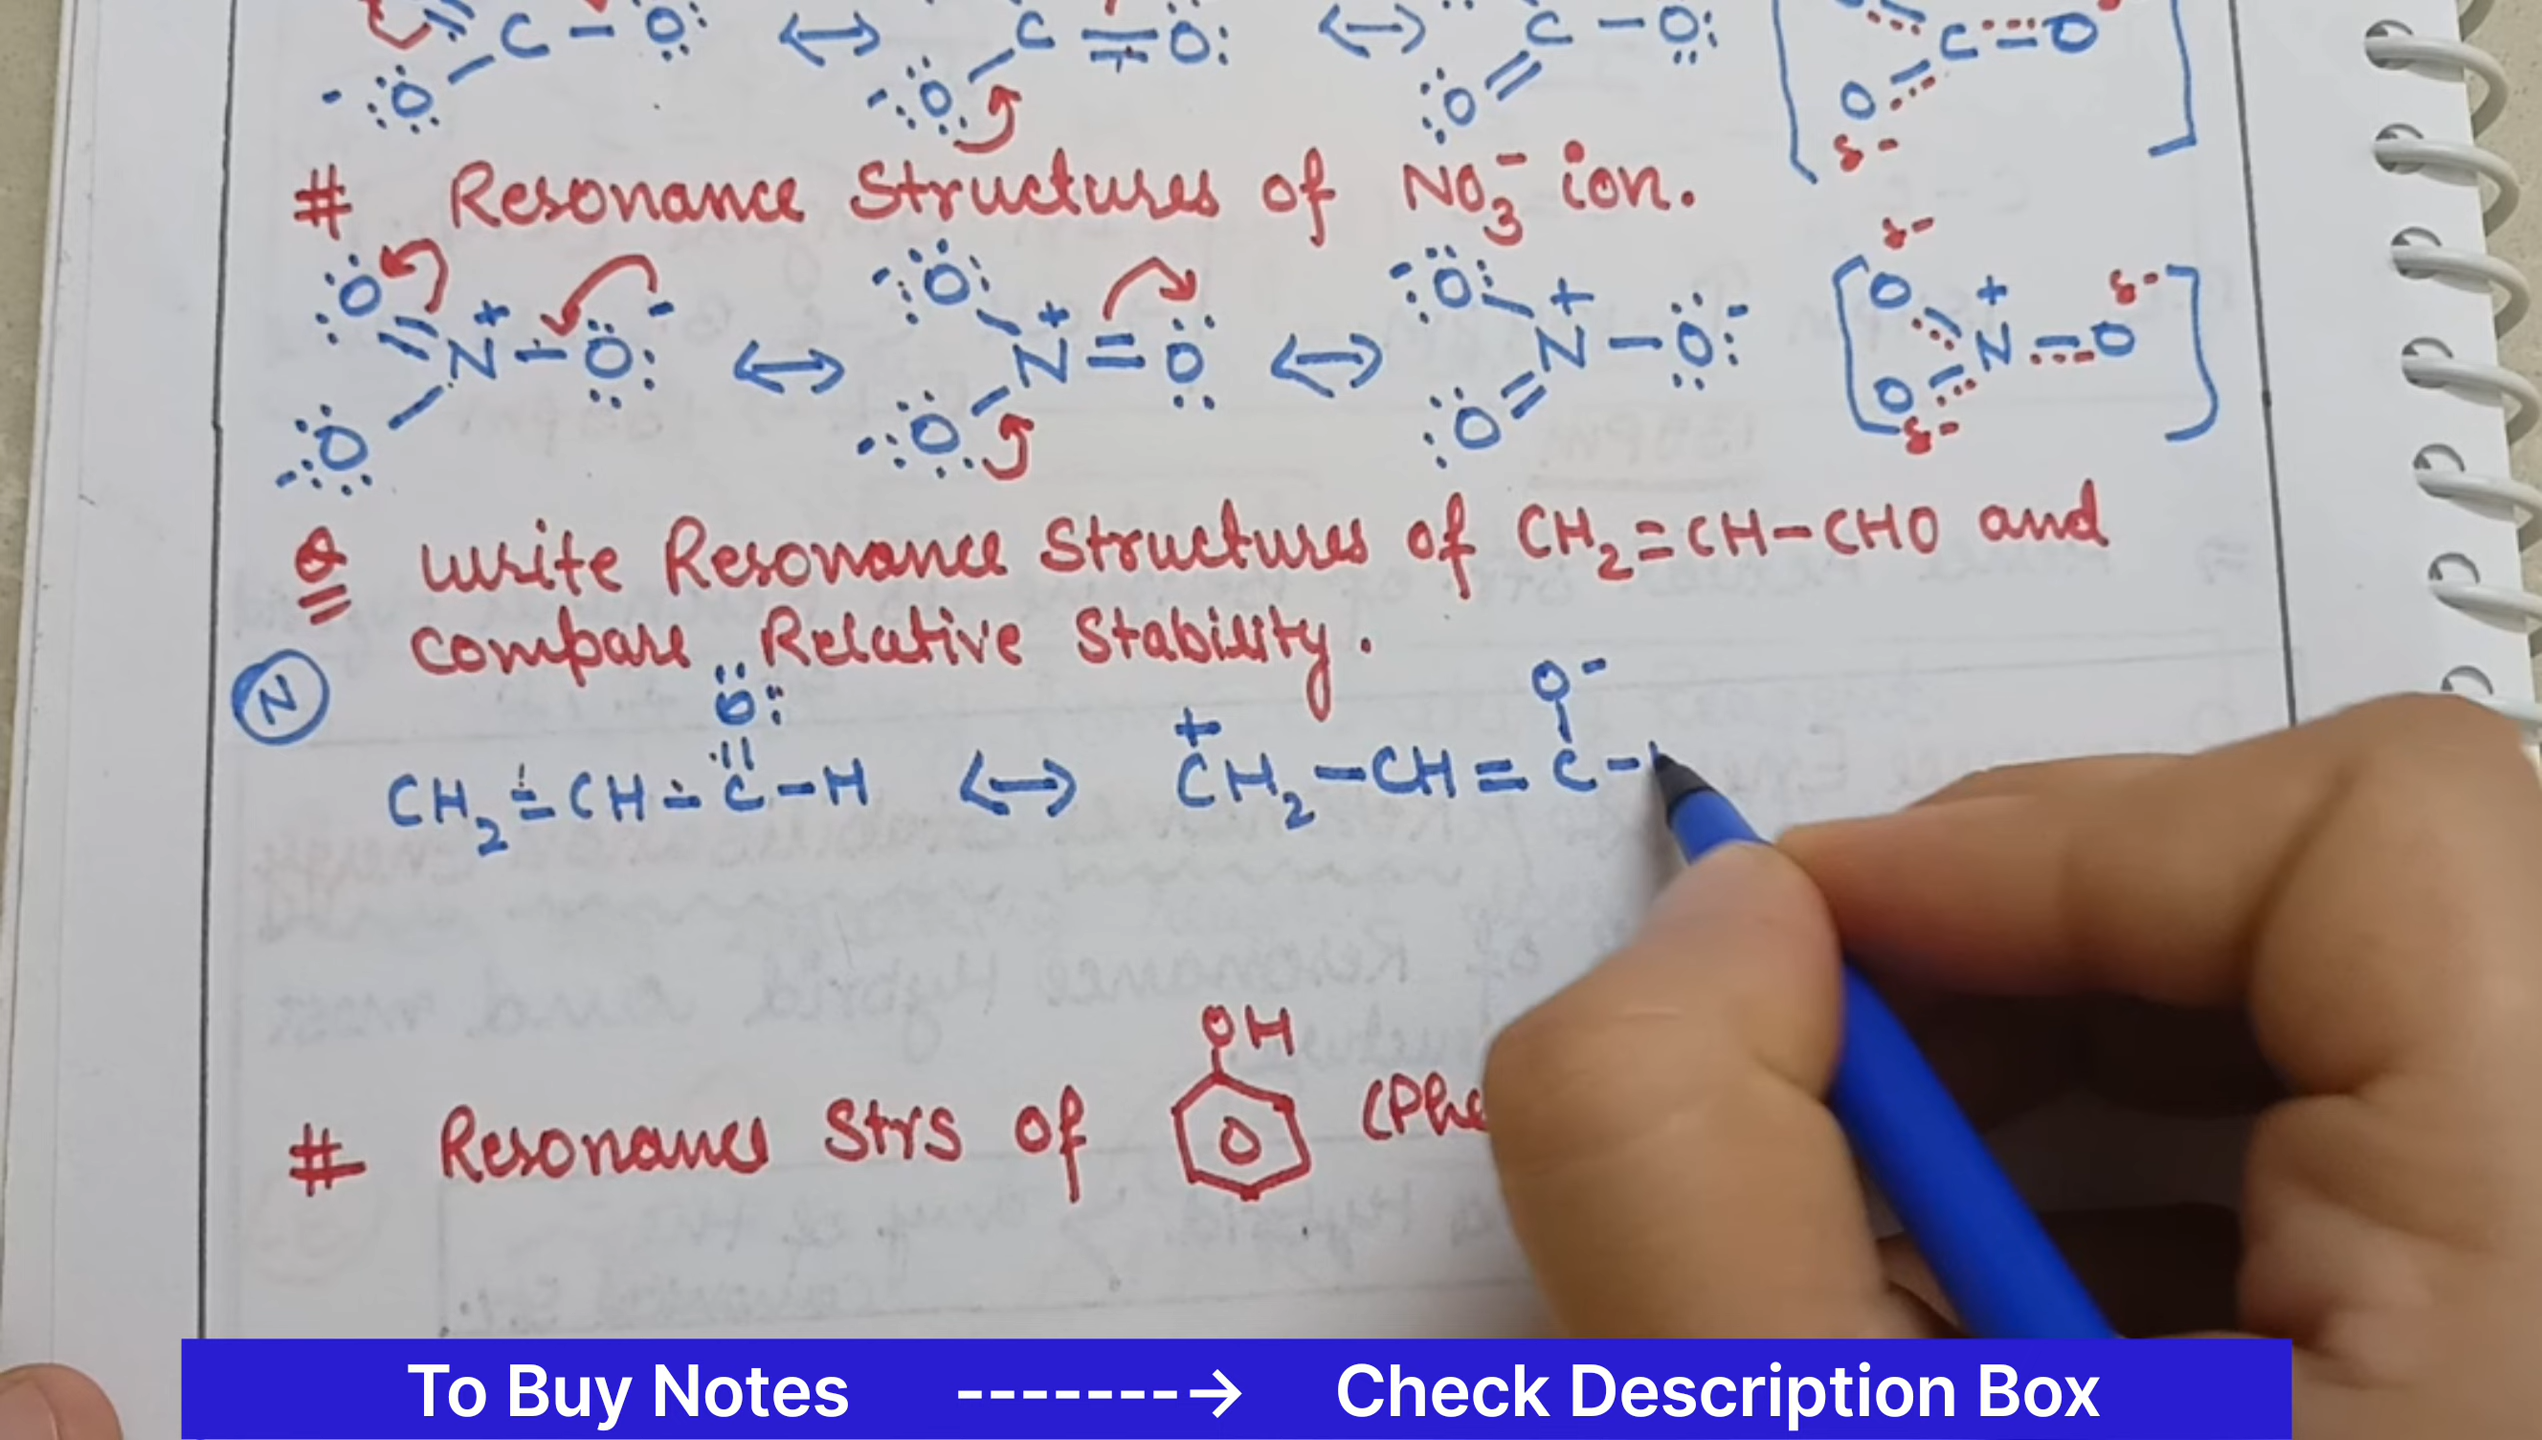 C - Ö: ⟷ C = Ö: ⟷ C - Ö: C = O
- :Ö: - :Ö: :Ö O
δ-
# Resonance Structures of NO3⁻ ion.
:Ö - - :Ö: - :Ö: + O δ- + δ-
N⁺ - Ö: ⟷ N⁺ = Ö ⟷ N - Ö:⁻ N = O
- :Ö: - :Ö: :Ö O δ-
Q write Resonance Structures of CH₂=CH-CHO and
compare Relative Stability.
N :Ö: O⁻
CH₂=CH-C-H ⟷ ⁺CH₂-CH=C-
OH
# Resonance Strs of (Phe
To Buy Notes -------→ Check Description Box